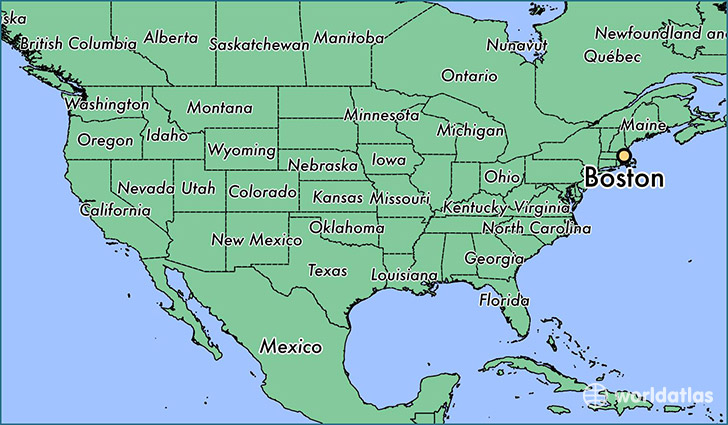 ska
British Columbia
Alberta
Saskatchewan
Manitoba
Nunavut
Newfoundland and
Québec
Ontario
Washington
Montana
Minnesota
Michigan
Maine
Oregon
Idaho
Wyoming
Nebraska
Iowa
Ohio
Boston
Nevada
Utah
Colorado
Kansas
Missouri
Kentucky
Virginia
California
New Mexico
Oklahoma
North Carolina
Texas
Louisiana
Georgia
Florida
Mexico
worldatlas